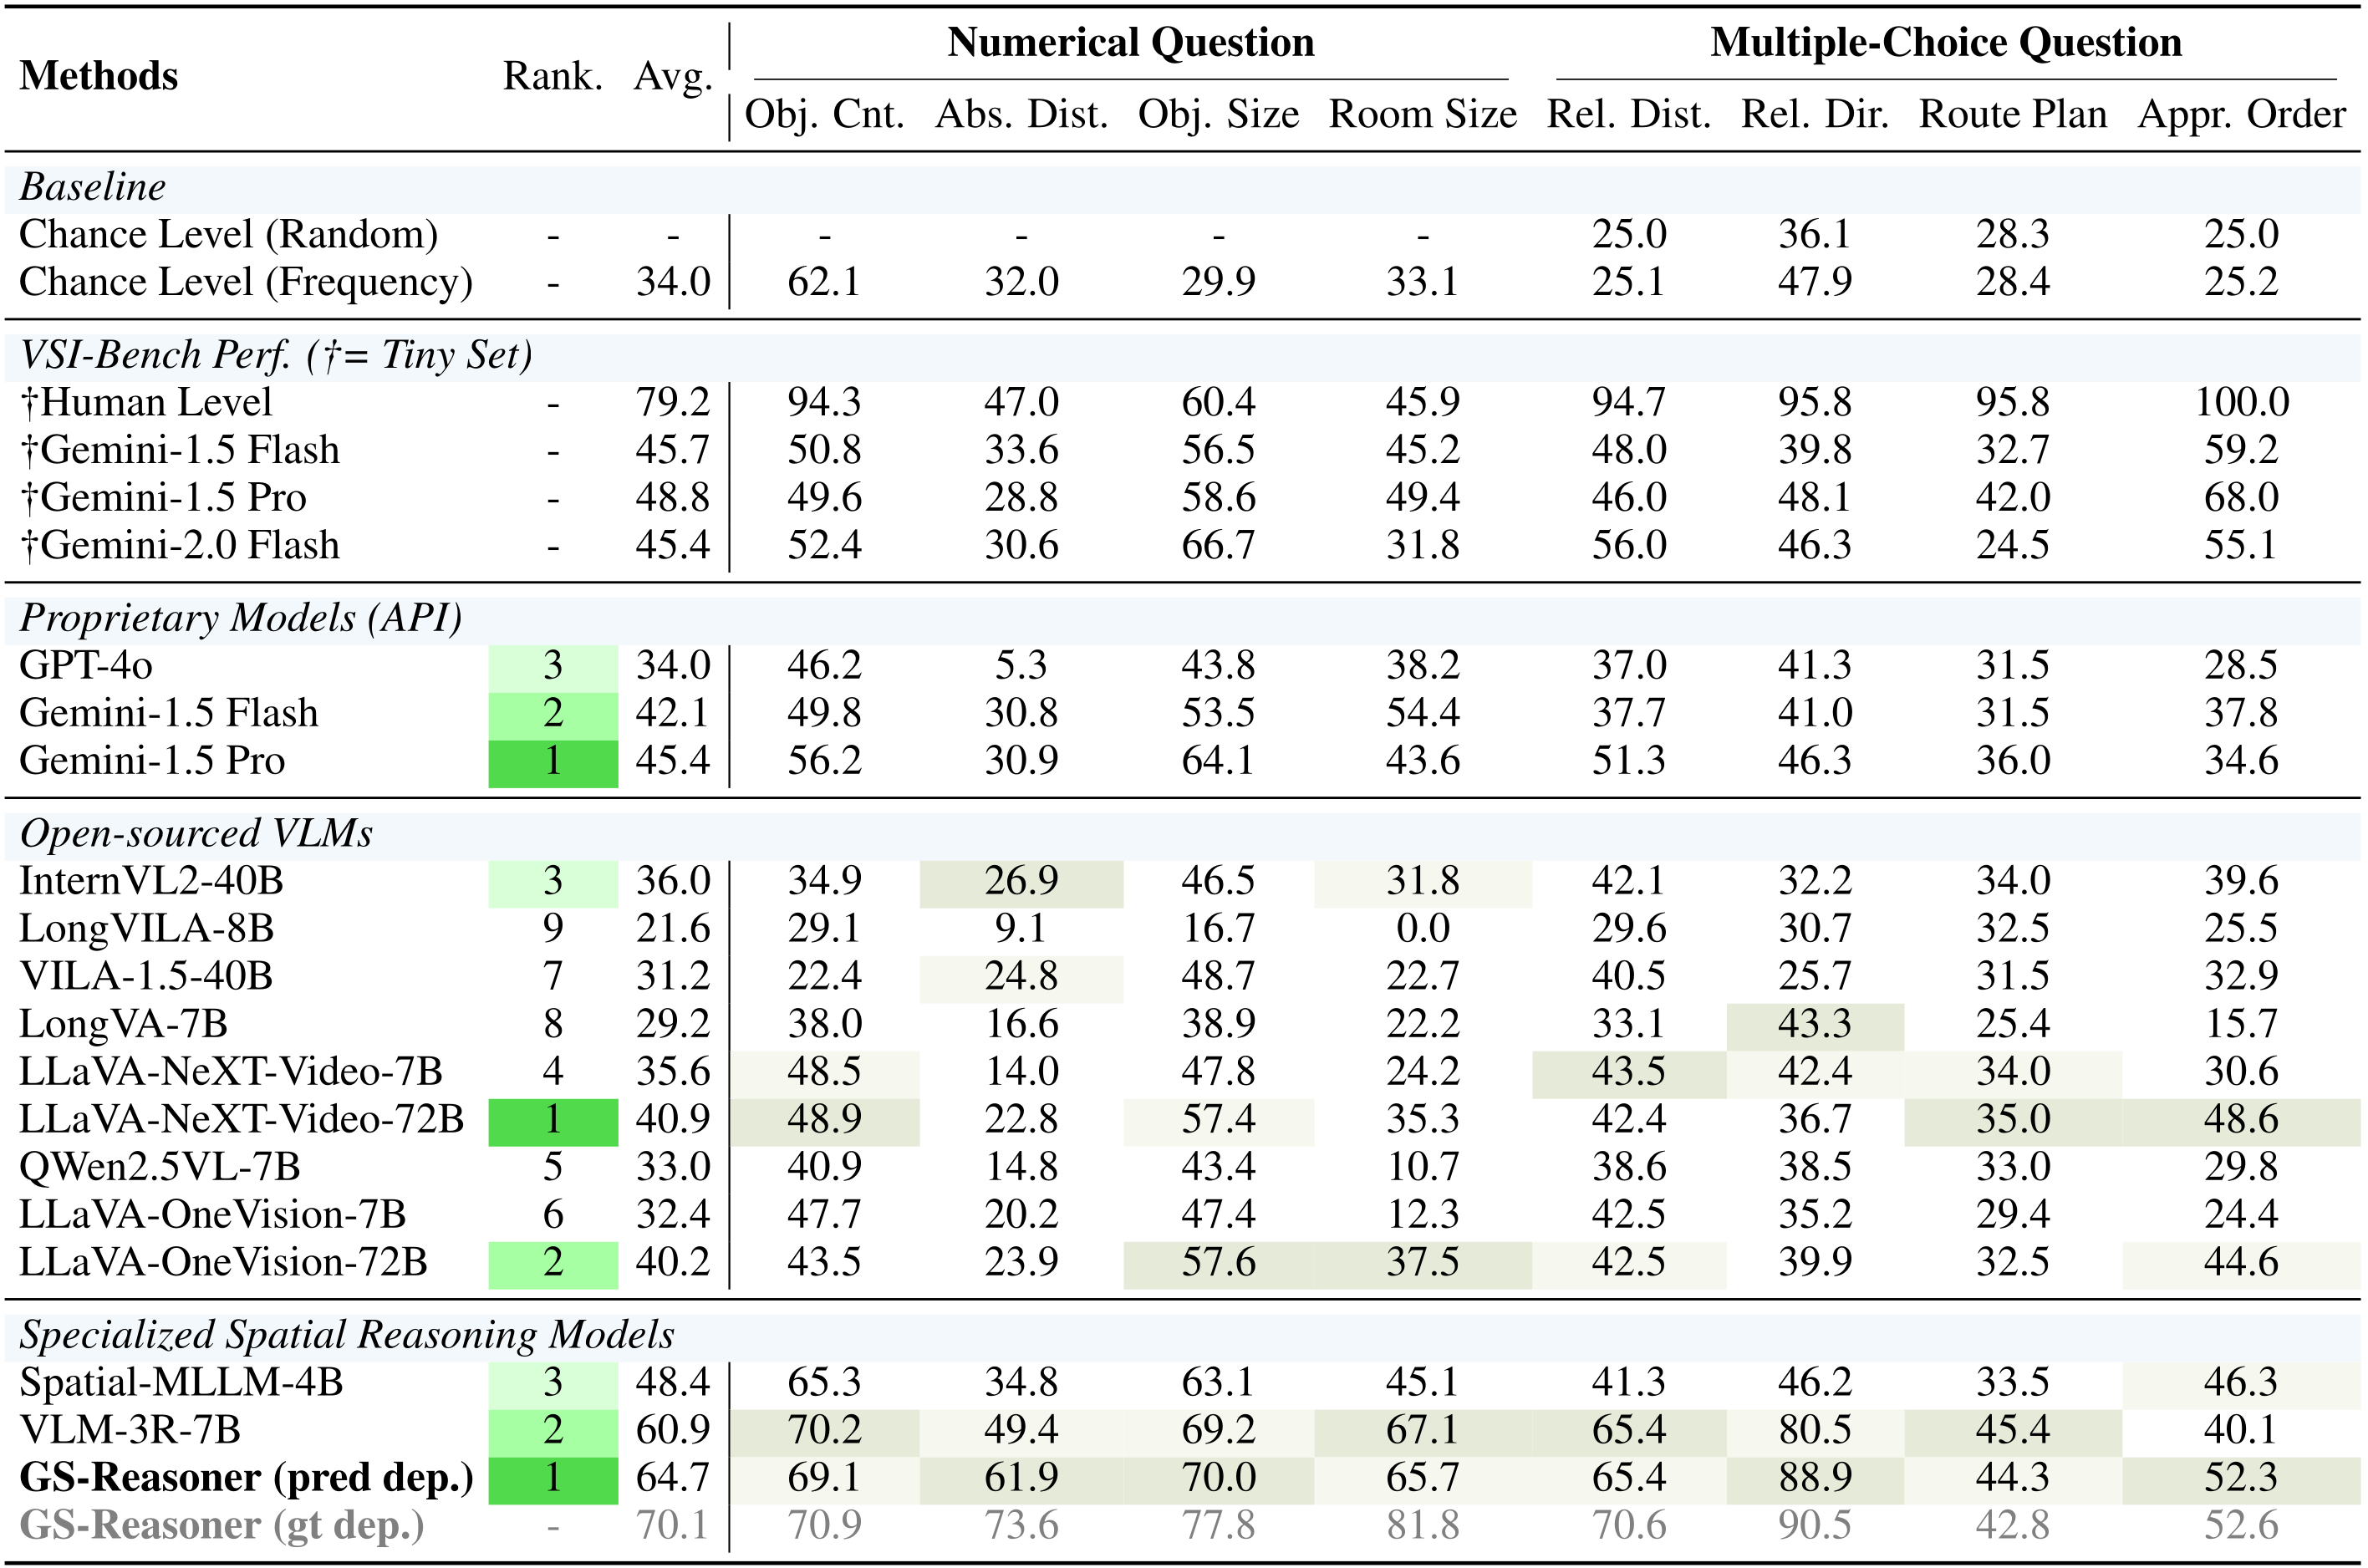 Methods Rank. Avg. Numerical Question Multiple-Choice Question
Obj. Cnt. Abs. Dist. Obj. Size Room Size Rel. Dist. Rel. Dir. Route Plan Appr. Order
Baseline
Chance Level (Random) - - - - - - 25.0 36.1 28.3 25.0
Chance Level (Frequency) - 34.0 62.1 32.0 29.9 33.1 25.1 47.9 28.4 25.2
VSI-Bench Perf. (†= Tiny Set)
†Human Level - 79.2 94.3 47.0 60.4 45.9 94.7 95.8 95.8 100.0
†Gemini-1.5 Flash - 45.7 50.8 33.6 56.5 45.2 48.0 39.8 32.7 59.2
†Gemini-1.5 Pro - 48.8 49.6 28.8 58.6 49.4 46.0 48.1 42.0 68.0
†Gemini-2.0 Flash - 45.4 52.4 30.6 66.7 31.8 56.0 46.3 24.5 55.1
Proprietary Models (API)
GPT-4o 3 34.0 46.2 5.3 43.8 38.2 37.0 41.3 31.5 28.5
Gemini-1.5 Flash 2 42.1 49.8 30.8 53.5 54.4 37.7 41.0 31.5 37.8
Gemini-1.5 Pro 1 45.4 56.2 30.9 64.1 43.6 51.3 46.3 36.0 34.6
Open-sourced VLMs
InternVL2-40B 3 36.0 34.9 26.9 46.5 31.8 42.1 32.2 34.0 39.6
LongVILA-8B 9 21.6 29.1 9.1 16.7 0.0 29.6 30.7 32.5 25.5
VILA-1.5-40B 7 31.2 22.4 24.8 48.7 22.7 40.5 25.7 31.5 32.9
LongVA-7B 8 29.2 38.0 16.6 38.9 22.2 33.1 43.3 25.4 15.7
LLaVA-NeXT-Video-7B 4 35.6 48.5 14.0 47.8 24.2 43.5 42.4 34.0 30.6
LLaVA-NeXT-Video-72B 1 40.9 48.9 22.8 57.4 35.3 42.4 36.7 35.0 48.6
QWen2.5VL-7B 5 33.0 40.9 14.8 43.4 10.7 38.6 38.5 33.0 29.8
LLaVA-OneVision-7B 6 32.4 47.7 20.2 47.4 12.3 42.5 35.2 29.4 24.4
LLaVA-OneVision-72B 2 40.2 43.5 23.9 57.6 37.5 42.5 39.9 32.5 44.6
Specialized Spatial Reasoning Models
Spatial-MLLM-4B 3 48.4 65.3 34.8 63.1 45.1 41.3 46.2 33.5 46.3
VLM-3R-7B 2 60.9 70.2 49.4 69.2 67.1 65.4 80.5 45.4 40.1
GS-Reasoner (pred dep.) 1 64.7 69.1 61.9 70.0 65.7 65.4 88.9 44.3 52.3
GS-Reasoner (gt dep.) - 70.1 70.9 73.6 77.8 81.8 70.6 90.5 42.8 52.6